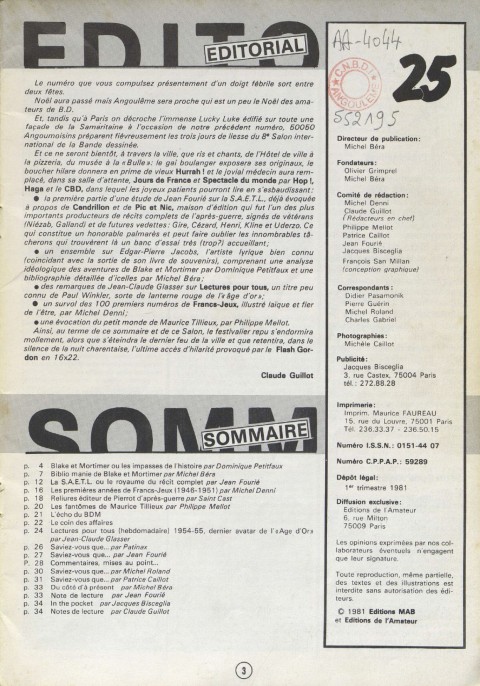 EDITO
EDITORIAL
Le numéro que vous compulsez présentement d'un doigt fébrile sort entre
deux fêtes.
Noël aura passé mais Angoulême sera proche qui est un peu le Noël des ama-
teurs de B.D.
Et, tandis qu'à Paris on décroche l'immense Lucky Luke édifié sur toute une
façade de la Samaritaine à l'occasion de notre précédent numéro, 50050
Angoumoisins préparent fiévreusement les trois jours de liesse du 8e Salon inter-
national de la Bande dessinée.
Et ce ne seront bientôt, à travers la ville, que ris et chants, de l'Hôtel de ville à
la pizzeria, du musée à la «Bulle»: le gai boulanger exposera ses originaux, le
boucher hilare donnera en prime de vieux Hurrah! et le jovial médecin aura rem-
placé, dans sa salle d'attente, Jours de France et Spectacle du monde par Hop!,
Haga et le CBD, dans lequel les joyeux patients pourront lire en s'esbaudissant:
● la première partie d'une étude de Jean Fourié sur la S.A.E.T.L., déjà évoquée
à propos de Candrillon et de Pic et Nic, maison d'édition qui fut l'un des plus
importants producteurs de récits complets de l'après-guerre, signés de vétérans
(Niézab, Galland) et de futures vedettes: Gire, Cézard, Henri, Kline et Uderzo. Ce
qui constitue un honorable palmarès et peut faire oublier les innombrables tâ-
cherons qui trouvèrent là un banc d'essai très (trop?) accueillant;
● un ensemble sur Edgar-Pierre Jacobs, l'artiste lyrique bien connu
(coïncident avec la sortie de son livre de souvenirs), comprenant une analyse
idéologique des aventures de Blake et Mortimer par Dominique Petitfaux et une
bibliographie détaillée d'icelles par Michel Béra;
● des remarques de Jean-Claude Glasser sur Lectures pour tous, un titre peu
connu de Paul Winkler, sorte de lanterne rouge de l'«âge d'or»;
● un survol des 100 premiers numéros de Francs-Jeux, illustré laïque et fier
de l'être, par Michel Denni;
● une évocation du petit monde de Maurice Tillieux, par Philippe Mellot.
Ainsi, au terme de ce sommaire et de ce Salon, le festivalier repu s'endormira
mollement, alors que s'éteindra le dernier feu de la ville et que retentira, dans le
silence de la nuit charentaise, l'ultime accès d'hilarité provoqué par le Flash Gor-
don en 16x22.
Claude Guillot
SOMM
SOMMAIRE
p. 4 Blake et Mortimer ou les impasses de l'histoire par Dominique Petitfaux
p. 7 Biblio manie de Blake et Mortimer par Michel Béra
p. 12 La S.A.E.T.L. ou le royaume du récit complet par Jean Fourié
p. 16 Les premières années de Francs-Jeux (1946-1951) par Michel Denni
p. 18 Reliures éditeur de Pierrot d'après-guerre par Saint Cast
p. 20 Les fantômes de Maurice Tillieux par Philippe Mellot
p. 21 L'écho du BDM
p. 22 Le coin des affaires
p. 24 Lectures pour tous (hebdomadaire) 1954-55, dernier avatar de l'«Age d'Or»
par Jean-Claude Glasser
p. 26 Saviez-vous que... par Patinax
p. 27 Saviez-vous que... par Jean Fourié
P. 28 Commentaires, mises au point...
p. 30 Saviez-vous que... par Michel Roland
p. 31 Saviez-vous que... par Patrice Caillot
p. 33 Du côté d'à présent par Michel Béra
p. 33 Note de lecture par Jean Fourié
p. 34 In the pocket par Jacques Bisceglia
p. 34 Notes de lecture par Claude Guillot
AA-4044
C.N.B.D.I.
ANGOULÊME
552195
25
Directeur de publication:
Michel Béra
Fondateurs:
Olivier Grimprel
Michel Béra
Comité de rédaction:
Michel Denni
Claude Guillot
(Rédacteurs en chef)
Philippe Mellot
Patrice Caillot
Jean Fourié
Jacques Bisceglia
François San Millan
(conception graphique)
Correspondants:
Didier Pasamonik
Pierre Guérin
Michel Roland
Charles Gabriel
Photographies:
Michèle Caillot
Publicité:
Jacques Bisceglia
3, rue Castex, 75004 Paris
tél.: 272.88.28
Imprimerie:
Imprim. Maurice FAUREAU
15, rue du Louvre, 75001 Paris
Tél. 236.33.37 - 236.50.15
Numéro I.S.S.N.: 0151-44 07
Numéro C.P.P.A.P.: 59289
Dépôt légal:
1er trimestre 1981
Diffusion exclusive:
Editions de l'Amateur
6, rue Milton
75009 Paris
Les opinions exprimées par nos col-
laborateurs éventuels n'engagent
que leur signature.
Toute reproduction, même partielle,
des textes et des illustrations est
interdite sans autorisation des édi-
teurs.
© 1981 Editions MAB
et Editions de l'Amateur
3